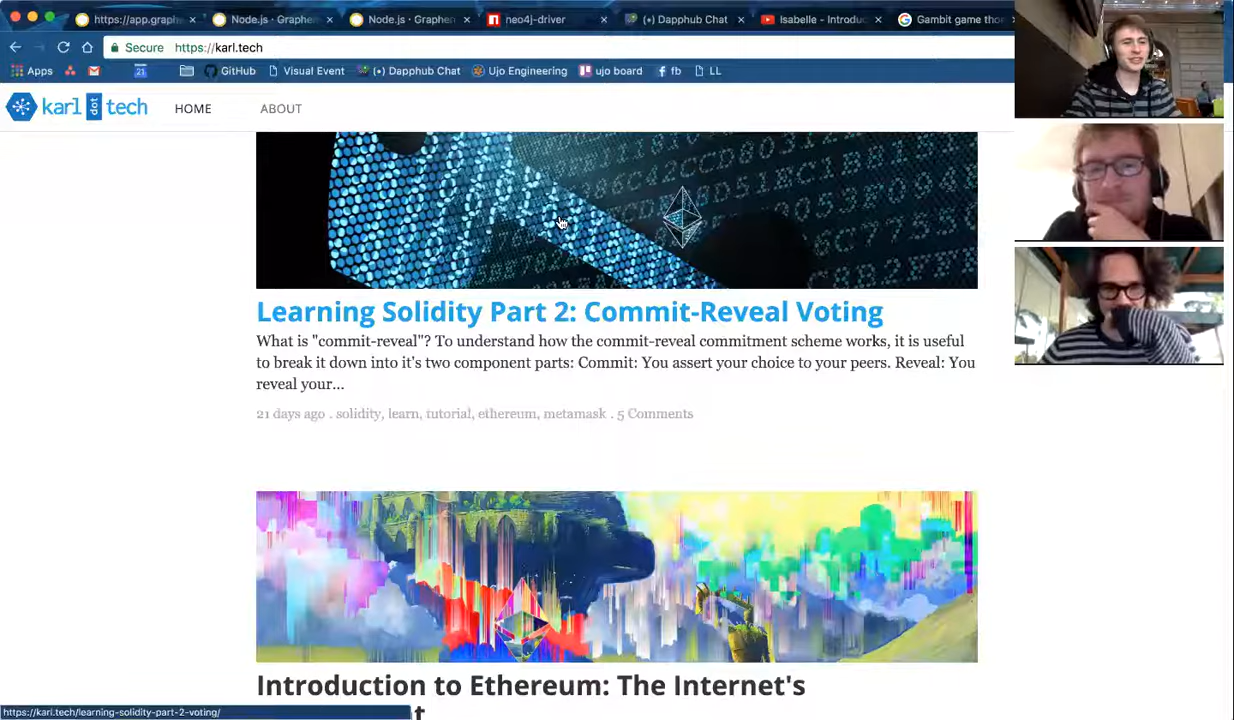 https://app.graphe
Node.js · Graphen
Node.js · Graphen
neo4j-driver
(•) Dapphub Chat
Isabelle - Introduc
Gambit game tho
Secure
https://karl.tech
Apps
21
GitHub
Visual Event
(•) Dapphub Chat
Ujo Engineering
ujo board
fb
LL
karl dot tech
HOME
ABOUT
Learning Solidity Part 2: Commit-Reveal Voting
What is "commit-reveal"? To understand how the commit-reveal commitment scheme works, it is useful
to break it down into it's two component parts: Commit: You assert your choice to your peers. Reveal: You
reveal your...
21 days ago . solidity, learn, tutorial, ethereum, metamask . 5 Comments
Introduction to Ethereum: The Internet's
https://karl.tech/learning-solidity-part-2-voting/